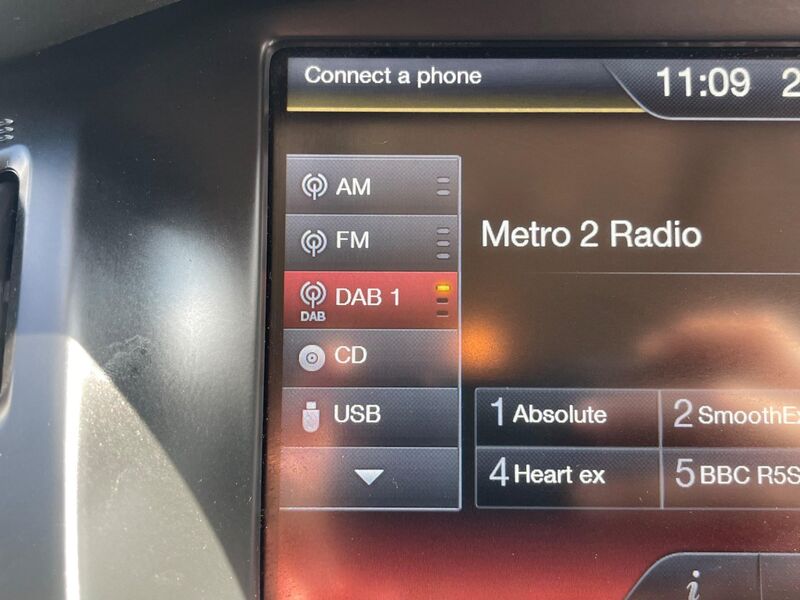 Connect a phone
11:09 2
AM
FM
Metro 2 Radio
DAB 1
DAB
CD
USB
1 Absolute
2 SmoothEx
4 Heart ex
5 BBC R5S
i